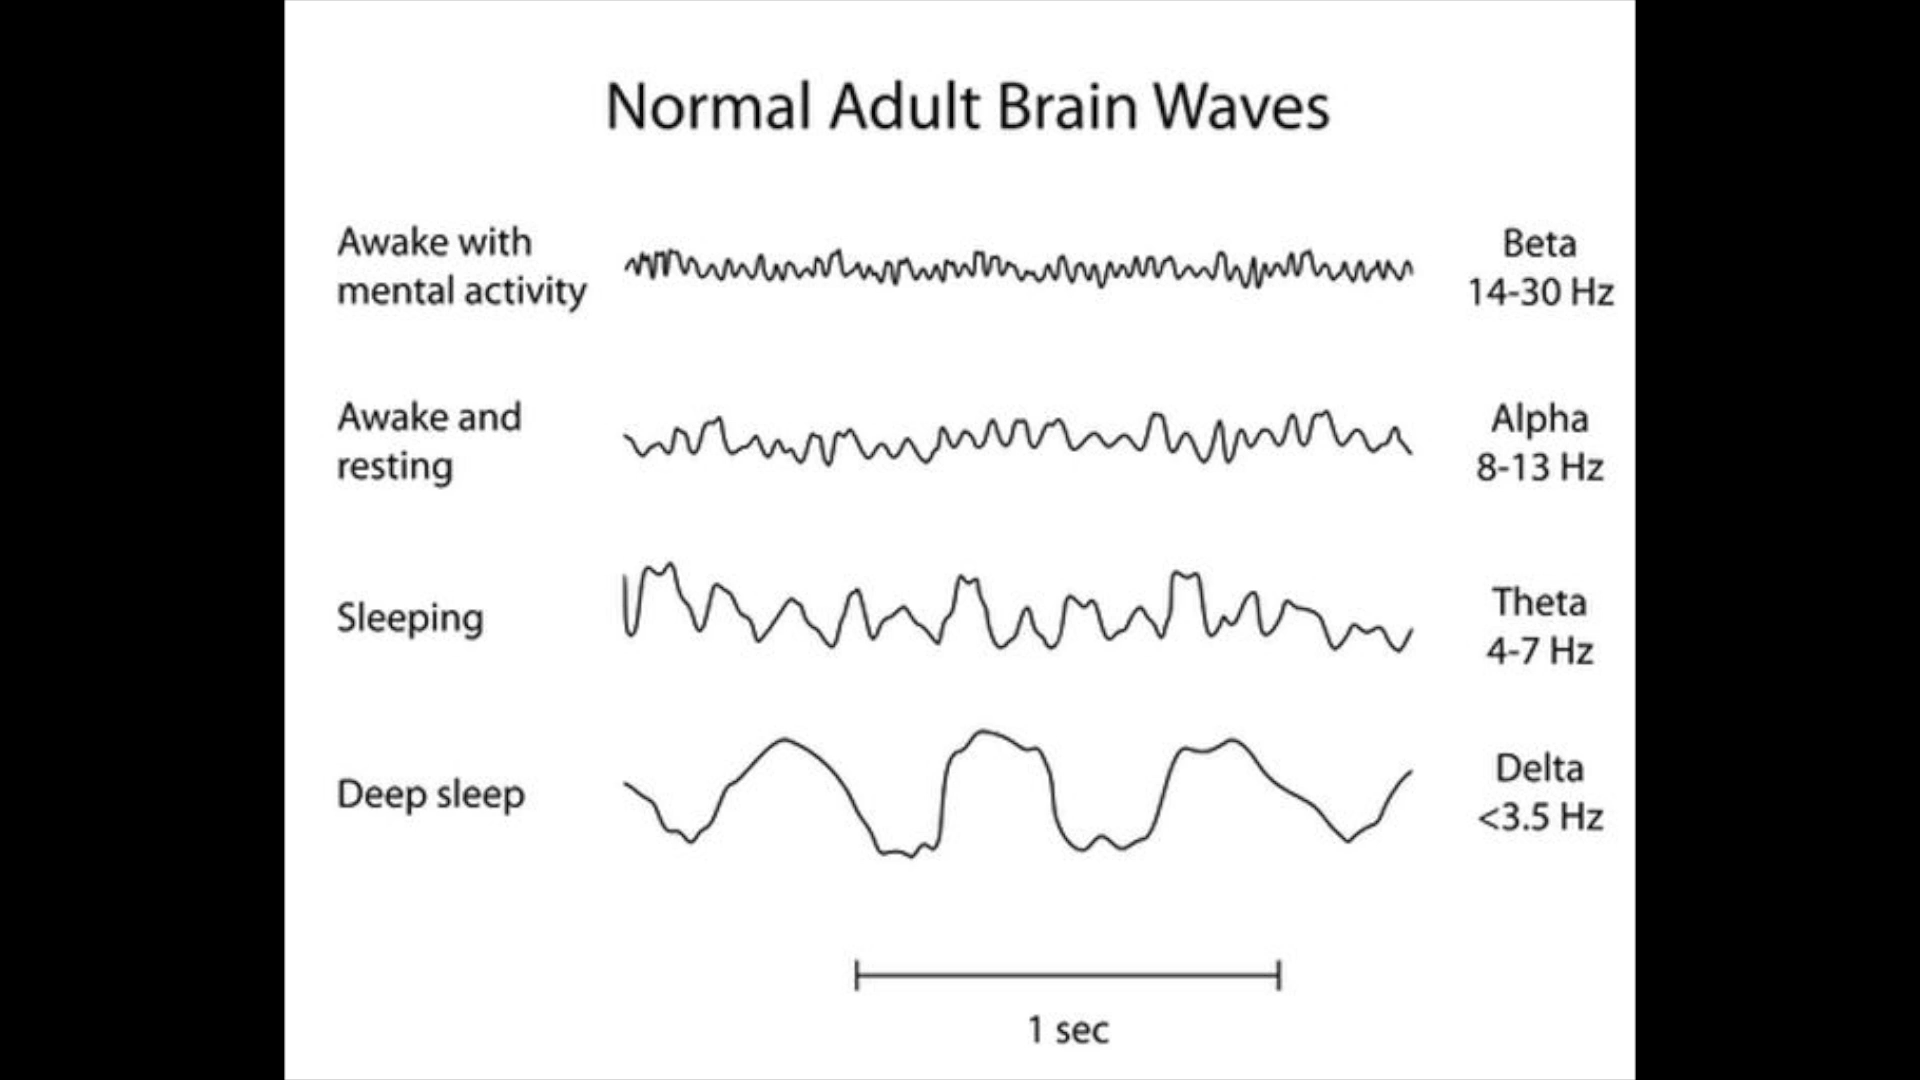 Normal Adult Brain Waves
Awake with
mental activity
Beta
14-30 Hz
Awake and
resting
Alpha
8-13 Hz
Sleeping
Theta
4-7 Hz
Deep sleep
Delta
<3.5 Hz
1 sec